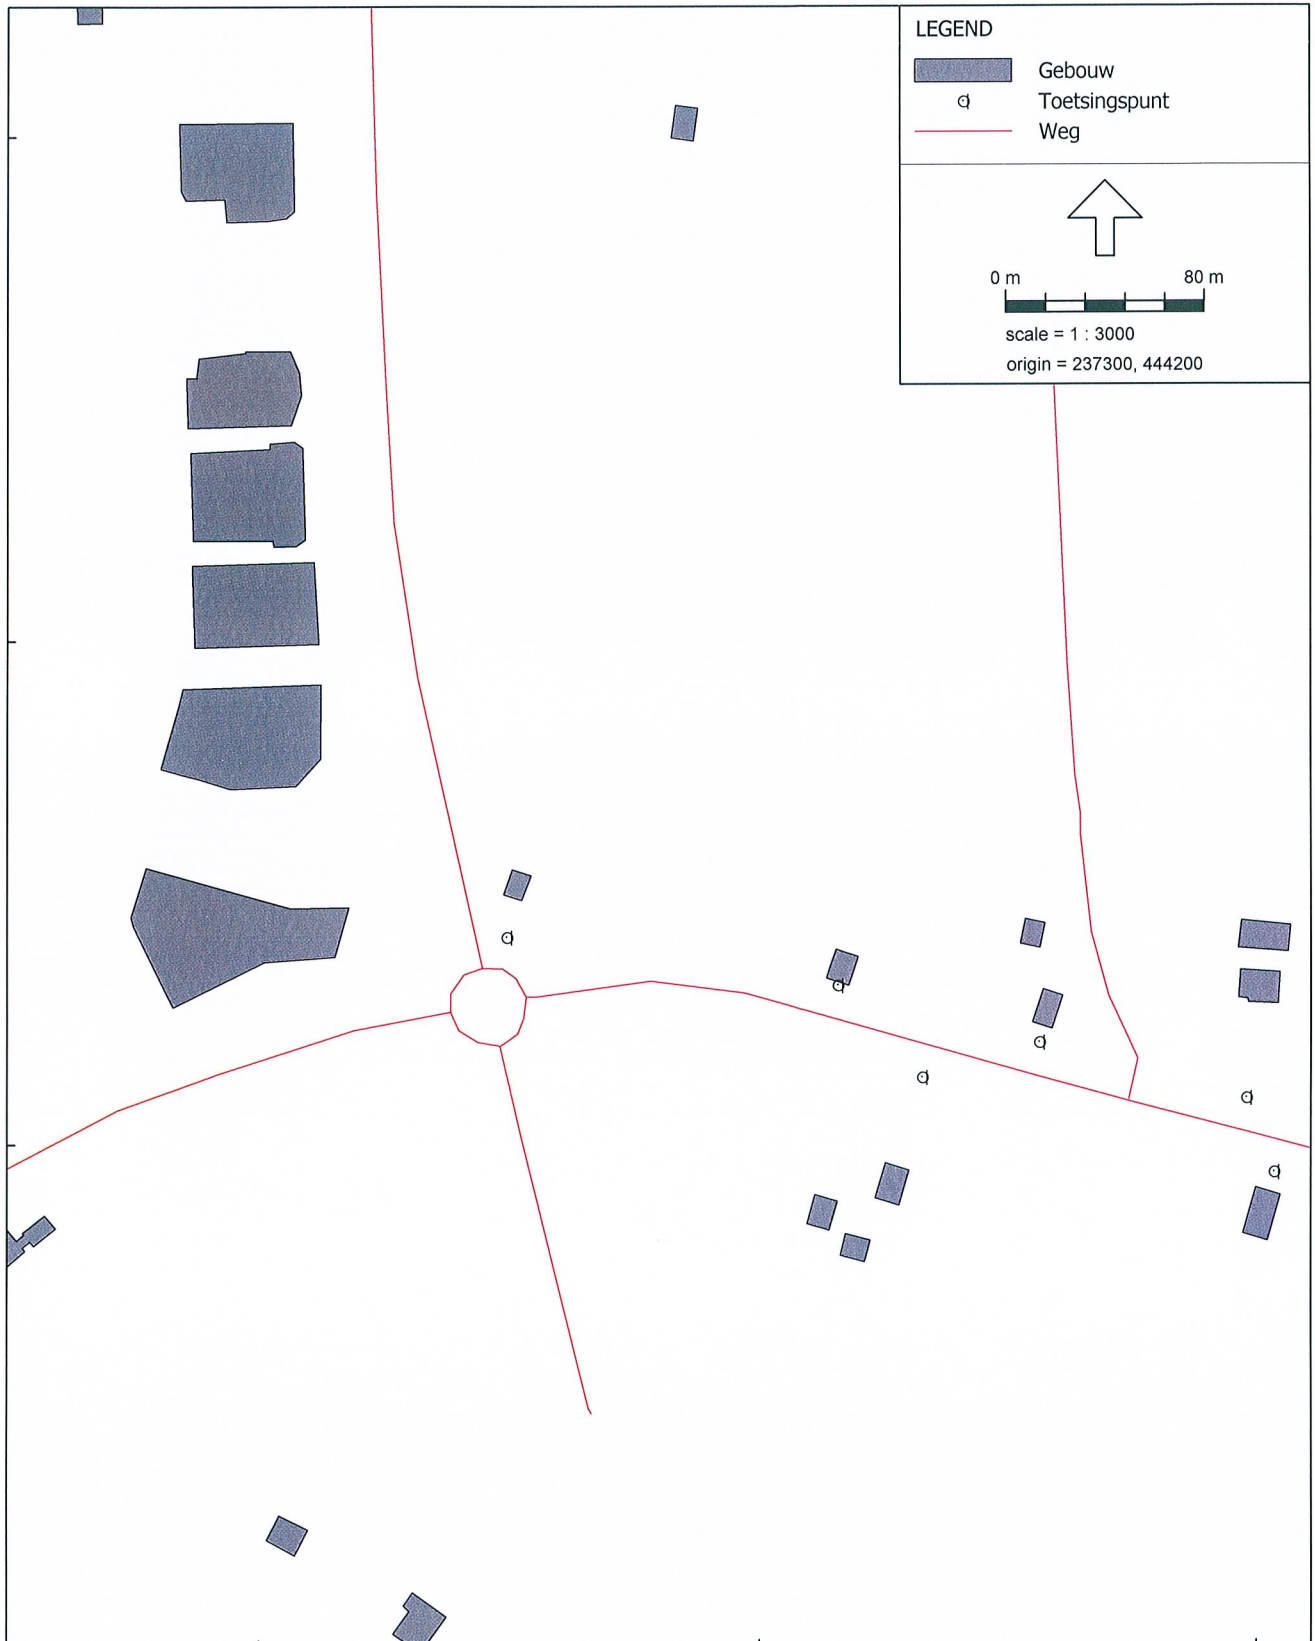 LEGEND
Gebouw
Toetsingspunt
Weg
0 m 80 m
scale = 1 : 3000
origin = 237300, 444200